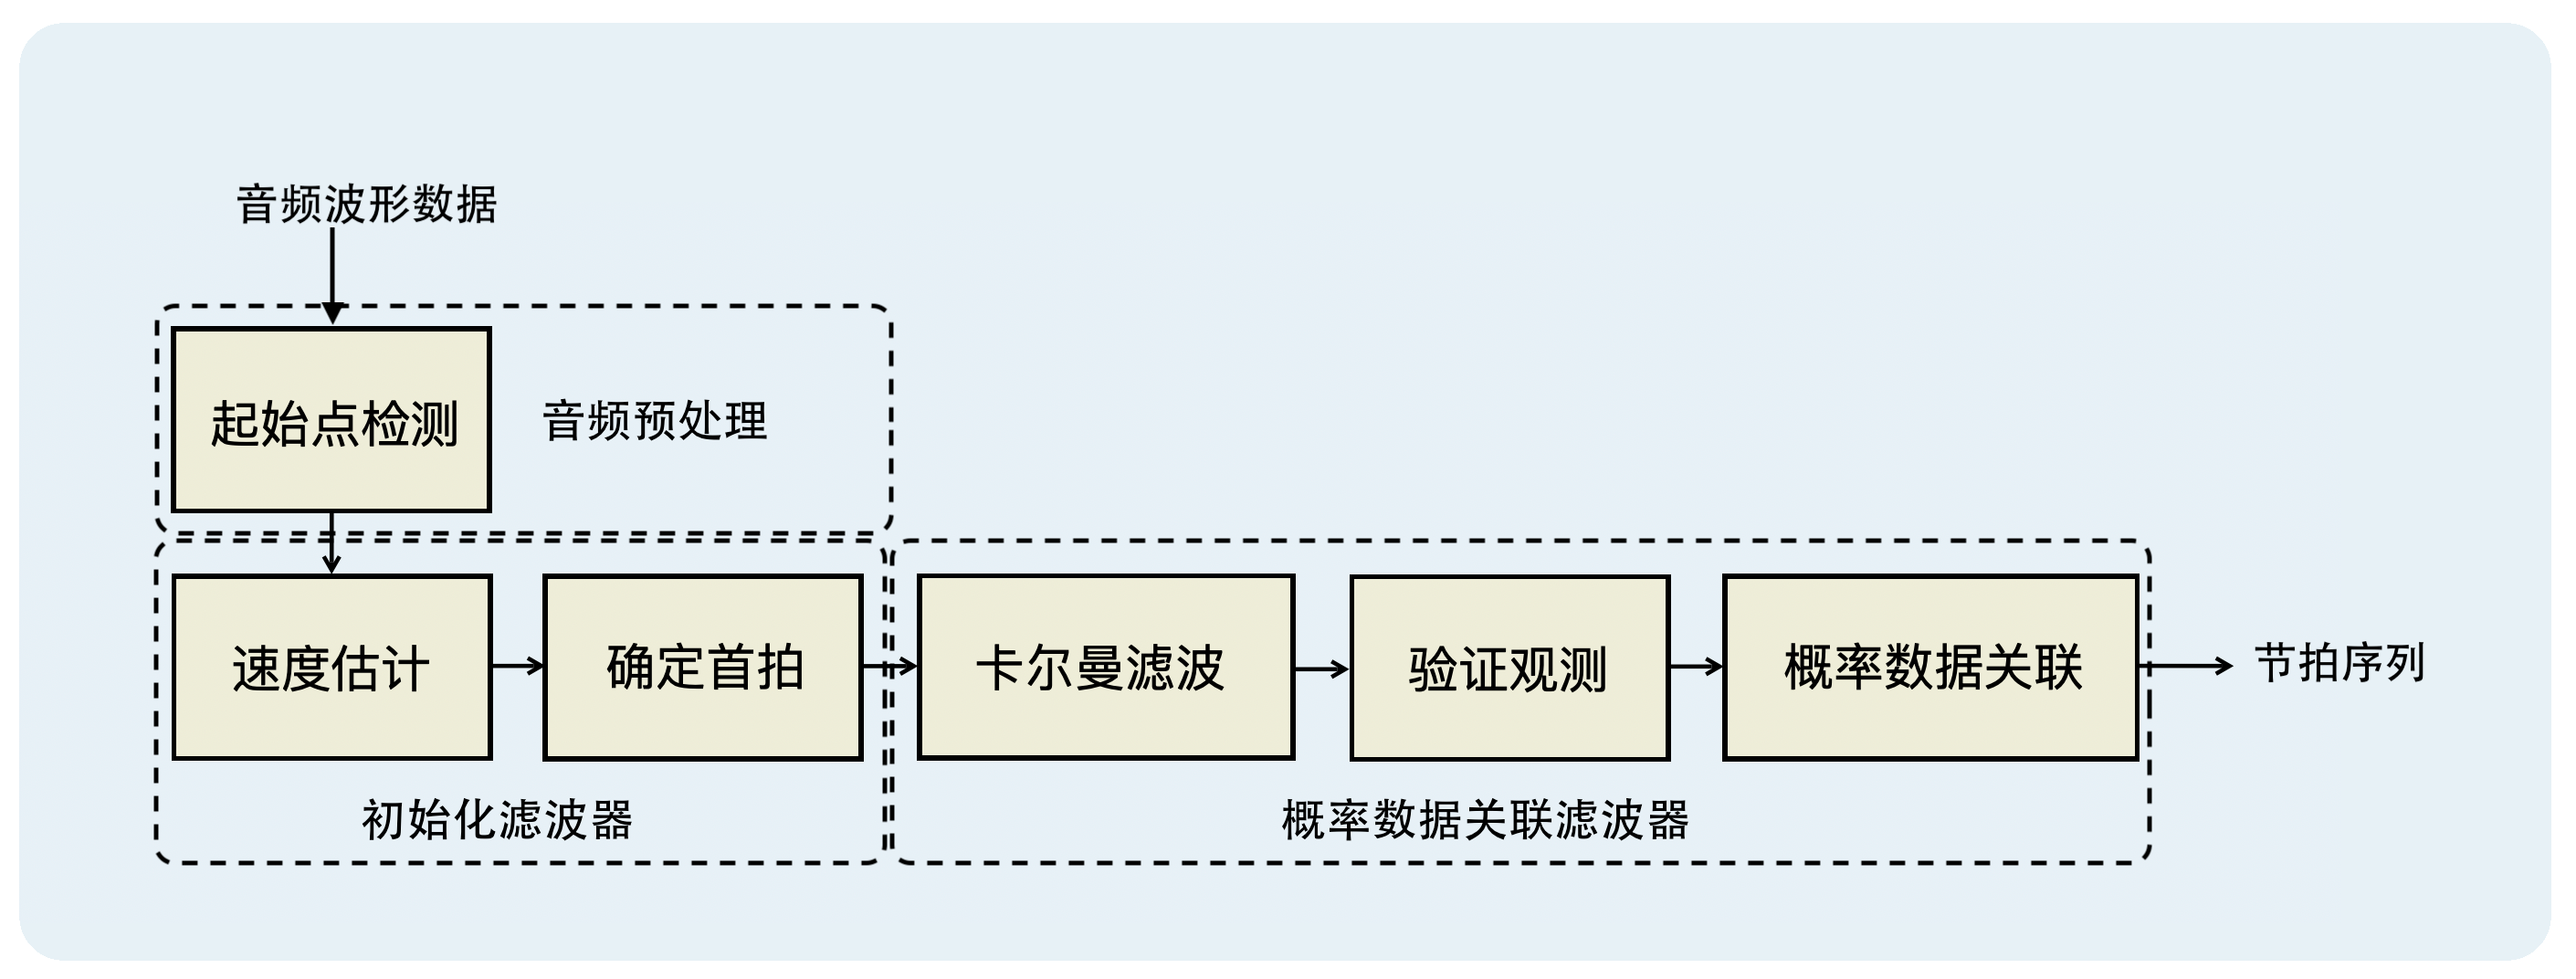 音频波形数据
起始点检测
音频预处理
速度估计
确定首拍
卡尔曼滤波
验证观测
概率数据关联
节拍序列
初始化滤波器
概率数据关联滤波器